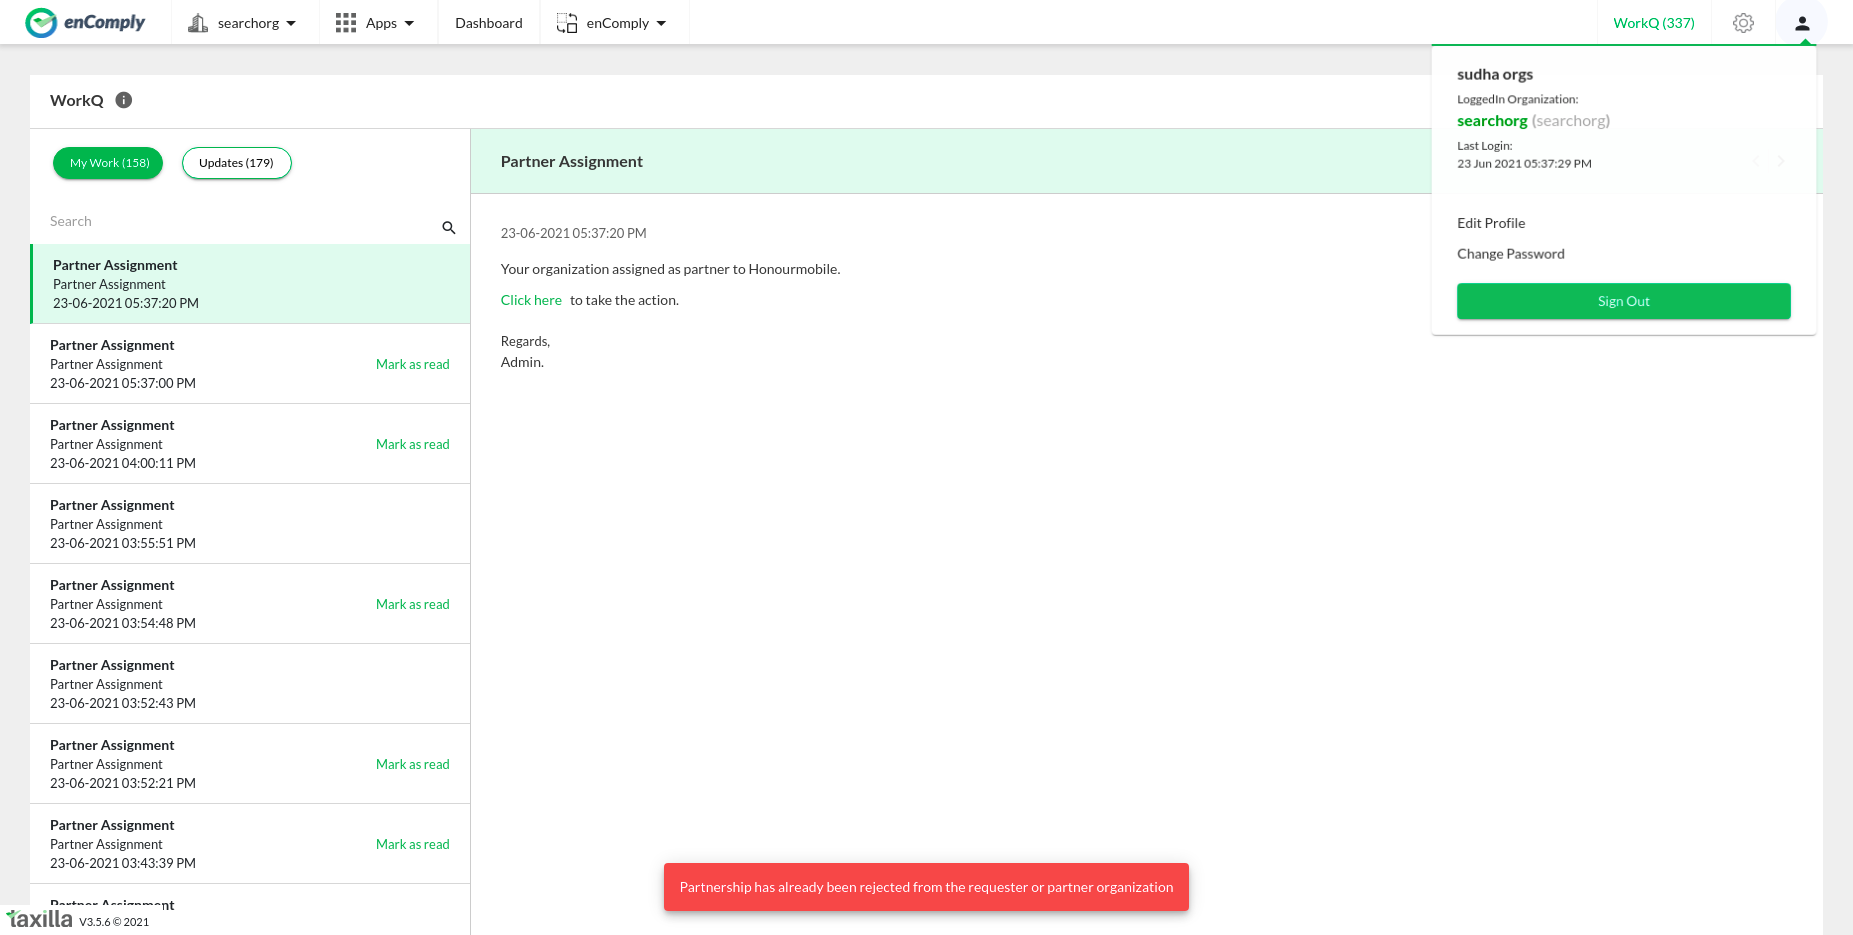 enComply
searchorg
Apps
Dashboard
enComply
WorkQ (337)
sudha orgs
LoggedIn Organization:
searchorg (searchorg)
Last Login:
23 Jun 2021 05:37:29 PM
Edit Profile
Change Password
Sign Out
WorkQ
My Work (158)
Updates (179)
Search
Partner Assignment
Partner Assignment
23-06-2021 05:37:20 PM
Partner Assignment
Partner Assignment
Mark as read
23-06-2021 05:37:00 PM
Partner Assignment
Partner Assignment
Mark as read
23-06-2021 04:00:11 PM
Partner Assignment
Partner Assignment
23-06-2021 03:55:51 PM
Partner Assignment
Partner Assignment
Mark as read
23-06-2021 03:54:48 PM
Partner Assignment
Partner Assignment
23-06-2021 03:52:43 PM
Partner Assignment
Partner Assignment
Mark as read
23-06-2021 03:52:21 PM
Partner Assignment
Partner Assignment
Mark as read
23-06-2021 03:43:39 PM
Partner Assignment
taxilla V3.5.6 © 2021
Partner Assignment
23-06-2021 05:37:20 PM
Your organization assigned as partner to Honourmobile.
Click here to take the action.
Regards,
Admin.
Partnership has already been rejected from the requester or partner organization